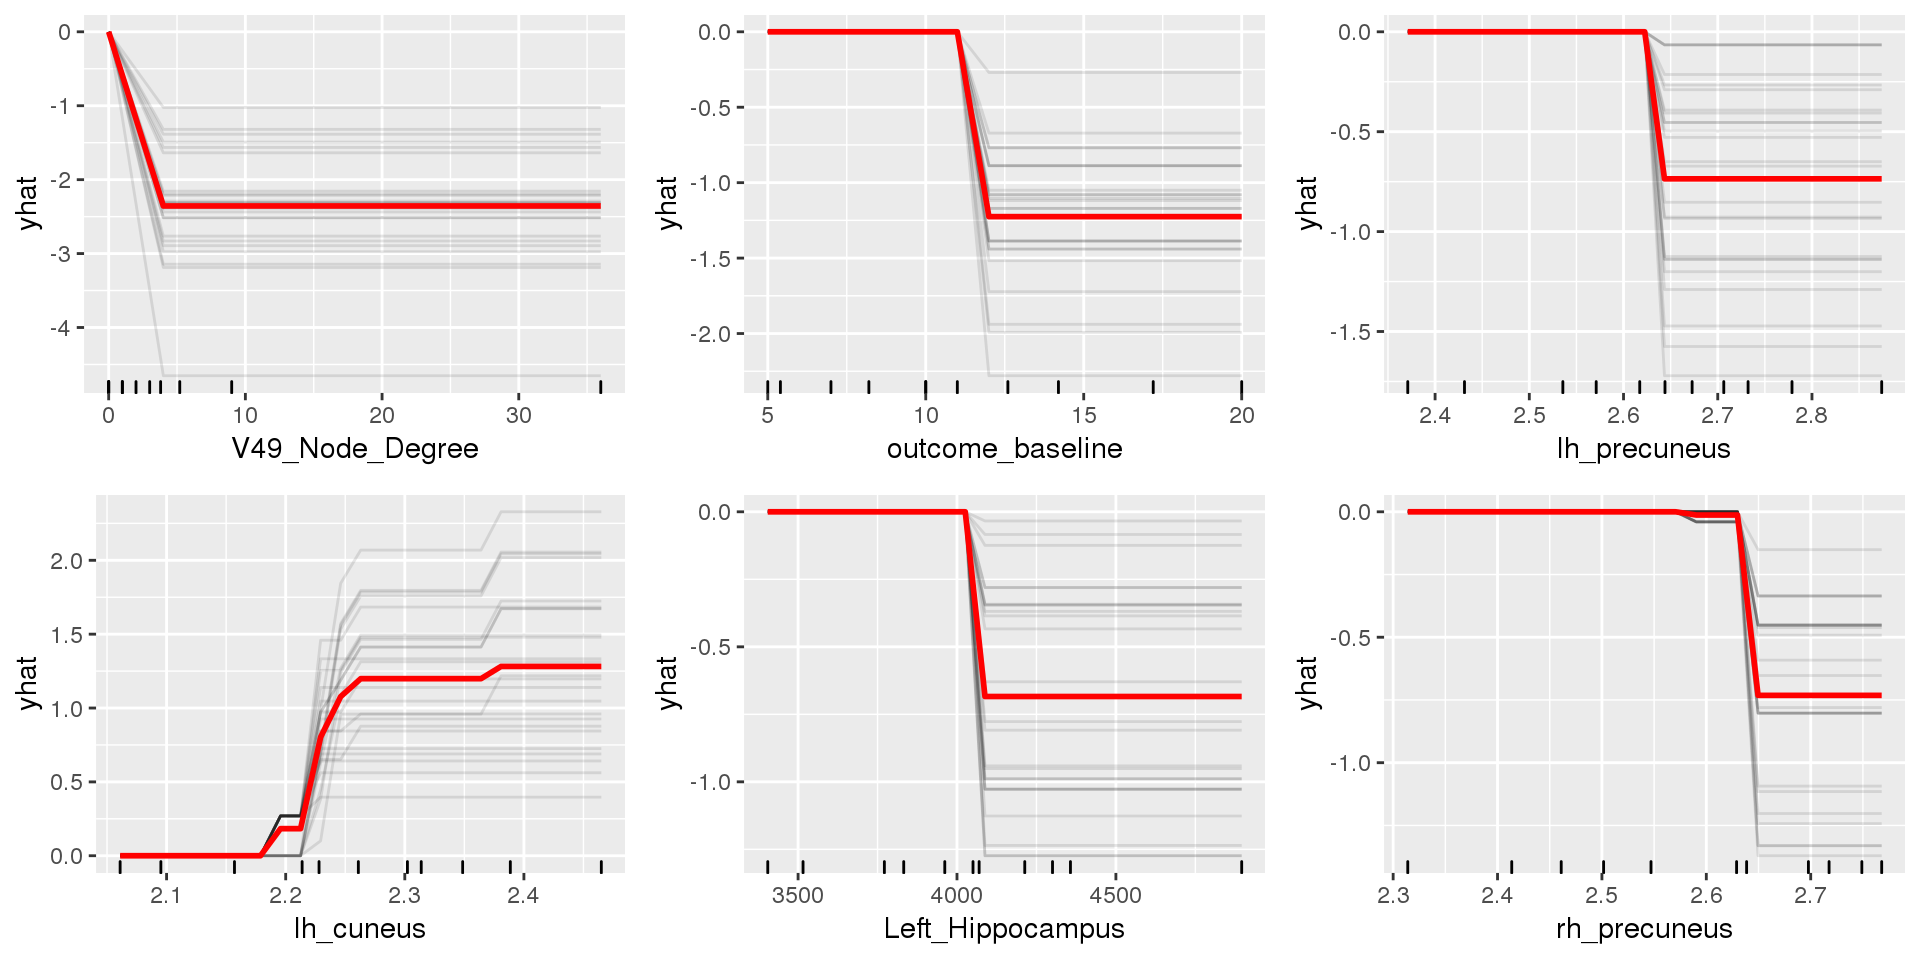 0
-1
-2
-3
-4
yhat
0 10 20 30
V49_Node_Degree
0.0
-0.5
-1.0
-1.5
-2.0
yhat
5 10 15 20
outcome_baseline
0.0
-0.5
-1.0
-1.5
yhat
2.4 2.5 2.6 2.7 2.8
lh_precuneus
2.0
1.5
1.0
0.5
0.0
yhat
2.1 2.2 2.3 2.4
lh_cuneus
0.0
-0.5
-1.0
yhat
3500 4000 4500
Left_Hippocampus
0.0
-0.5
-1.0
yhat
2.3 2.4 2.5 2.6 2.7
rh_precuneus